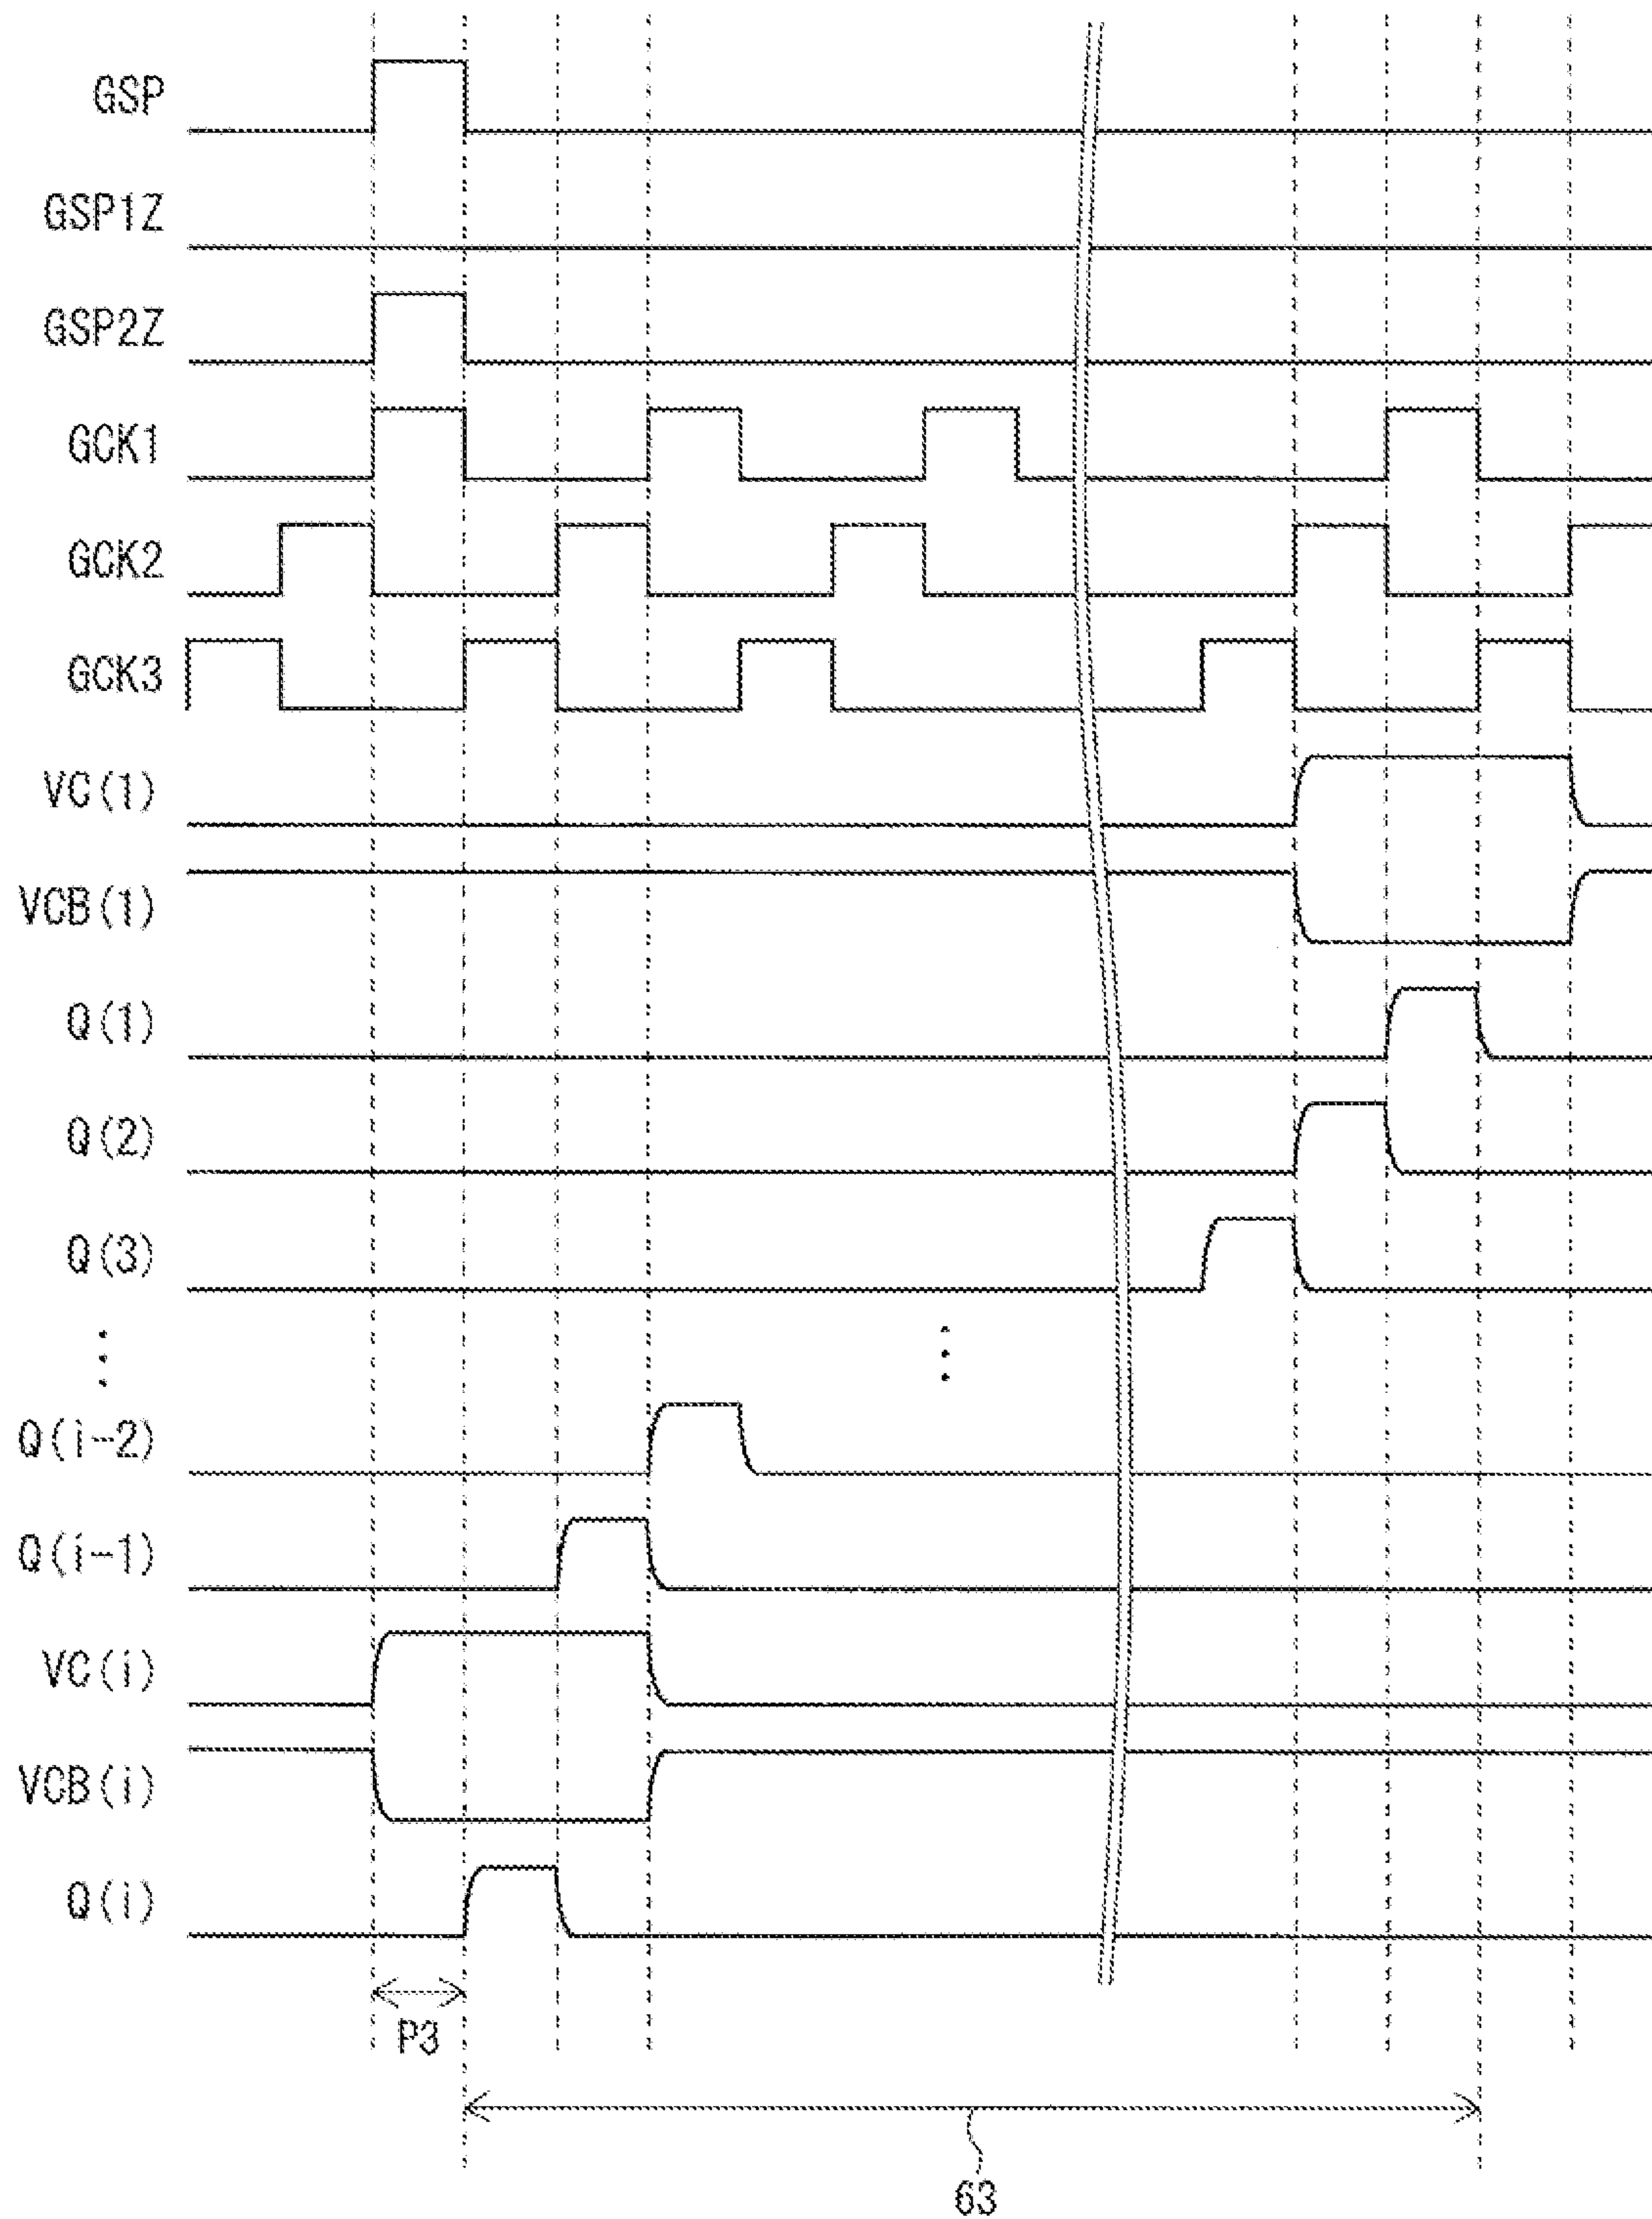 GSP
GSP1Z
GSP2Z
GCK1
GCK2
GCK3
VC(1)
VCB(1)
Q(1)
Q(2)
Q(3)
Q(i-2)
Q(i-1)
VC(i)
VCB(i)
Q(i)
P3
63